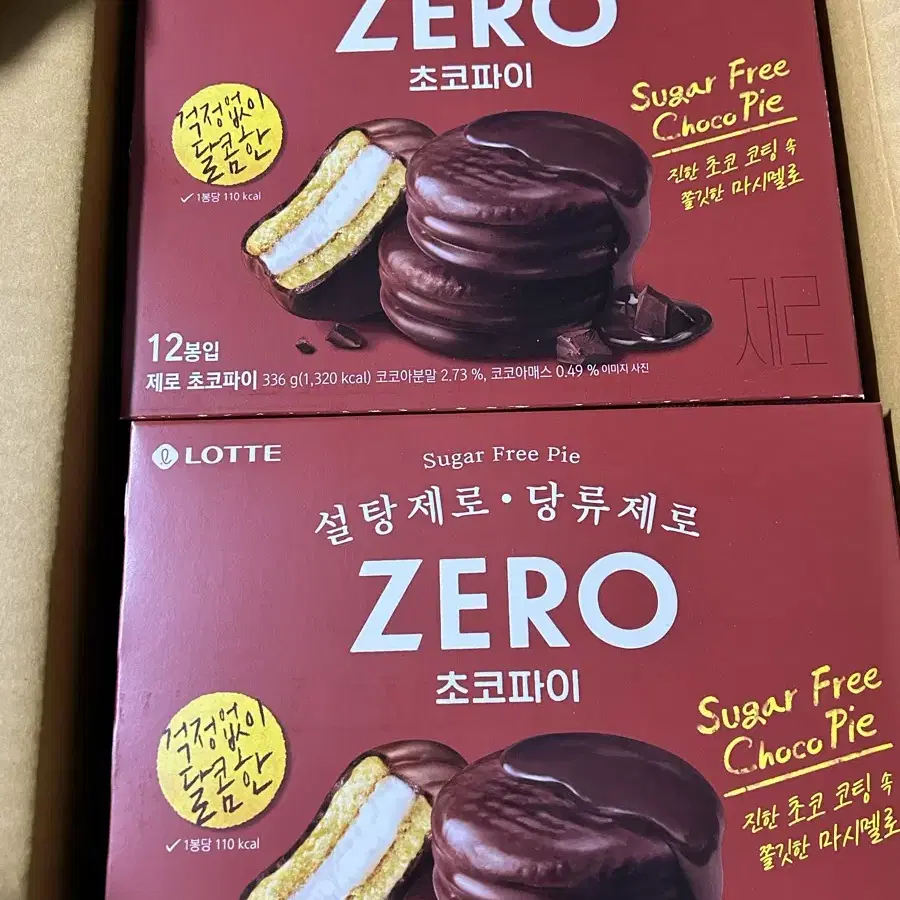 ZERO
초코파이
걱정없이
달콤한
✓ 1봉당 110 kcal
Sugar Free
Choco Pie
진한 초코 코팅 속
쫄깃한 마시멜로
제로
12봉입
제로 초코파이 336 g(1,320 kcal) 코코아분말 2.73 %, 코코아매스 0.49 % 이미지 사진
LOTTE
Sugar Free Pie
설탕제로·당류제로
ZERO
초코파이
걱정없이
달콤한
✓ 1봉당 110 kcal
Sugar Free
Choco Pie
진한 초코 코팅 속
쫄깃한 마시멜로